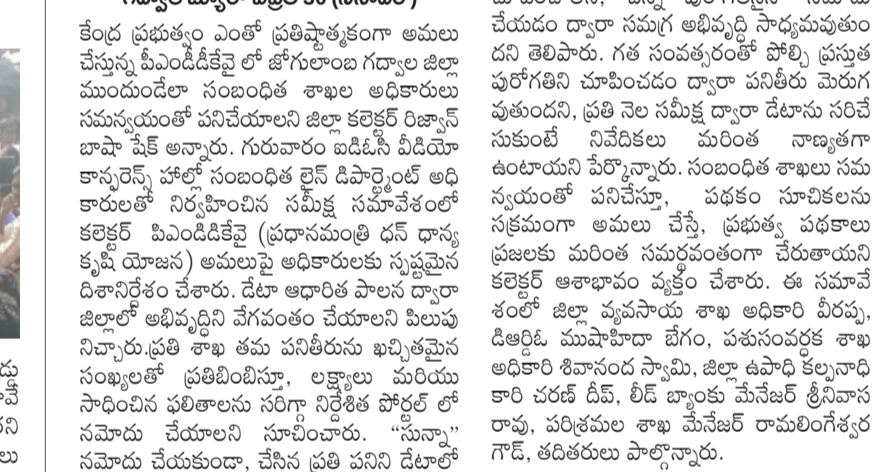 కేంద్ర ప్రభుత్వం ఎంతో ప్రతిష్టాత్మకంగా అమలు
చేస్తున్న పీఎండీడీకేవై లో జోగులాంబ గద్వాల జిల్లా
ముందుండేలా సంబంధిత శాఖల అధికారులు
సమన్వయంతో పనిచేయాలని జిల్లా కలెక్టర్ రిజ్వాన్
బాషా షేక్ అన్నారు. గురువారం ఐడిఓసి వీడియో
కాన్ఫరెన్స్ హాల్లో సంబంధిత లైన్ డిపార్ట్మెంట్ అధి
కారులతో నిర్వహించిన సమీక్ష సమావేశంలో
కలెక్టర్ పిఎండిడికేవై (ప్రధానమంత్రి ధన్ ధాన్య
కృషి యోజన) అమలుపై అధికారులకు స్పష్టమైన
దిశానిర్దేశం చేశారు. డేటా ఆధారిత పాలన ద్వారా
జిల్లాలో అభివృద్ధిని వేగవంతం చేయాలని పిలుపు
నిచ్చారు.ప్రతి శాఖ తమ పనితీరును ఖచ్చితమైన
సంఖ్యలతో ప్రతిబింబిస్తూ, లక్ష్యాలు మరియు
సాధించిన ఫలితాలను సరిగ్గా నిర్దేశిత పోర్టల్ లో
నమోదు చేయాలని సూచించారు. “సున్నా”
నమోదు చేయకుండా, చేసిన ప్రతి పనిని డేటాలో
చేయడం ద్వారా సమగ్ర అభివృద్ధి సాధ్యమవుతుం
దని తెలిపారు. గత సంవత్సరంతో పోల్చి ప్రస్తుత
పురోగతిని చూపించడం ద్వారా పనితీరు మెరుగ
వుతుందని, ప్రతి నెల సమీక్ష ద్వారా డేటాను సరిచే
సుకుంటే నివేదికలు మరింత నాణ్యతగా
ఉంటాయని పేర్కొన్నారు. సంబంధిత శాఖలు సమ
న్వయంతో పనిచేస్తూ, పథకం సూచికలను
సక్రమంగా అమలు చేస్తే, ప్రభుత్వ పథకాలు
ప్రజలకు మరింత సమర్థవంతంగా చేరుతాయని
కలెక్టర్ ఆశాభావం వ్యక్తం చేశారు. ఈ సమావే
శంలో జిల్లా వ్యవసాయ శాఖ అధికారి వీరప్ప,
డిఆర్డిఓ ముషాహిదా బేగం, పశుసంవర్ధక శాఖ
అధికారి శివానంద స్వామి, జిల్లా ఉపాధి కల్పనాధి
కారి చరణ్ దీప్, లీడ్ బ్యాంకు మేనేజర్ శ్రీనివాస
రావు, పరిశ్రమల శాఖ మేనేజర్ రామలింగేశ్వర
గౌడ్, తదితరులు పాల్గొన్నారు.